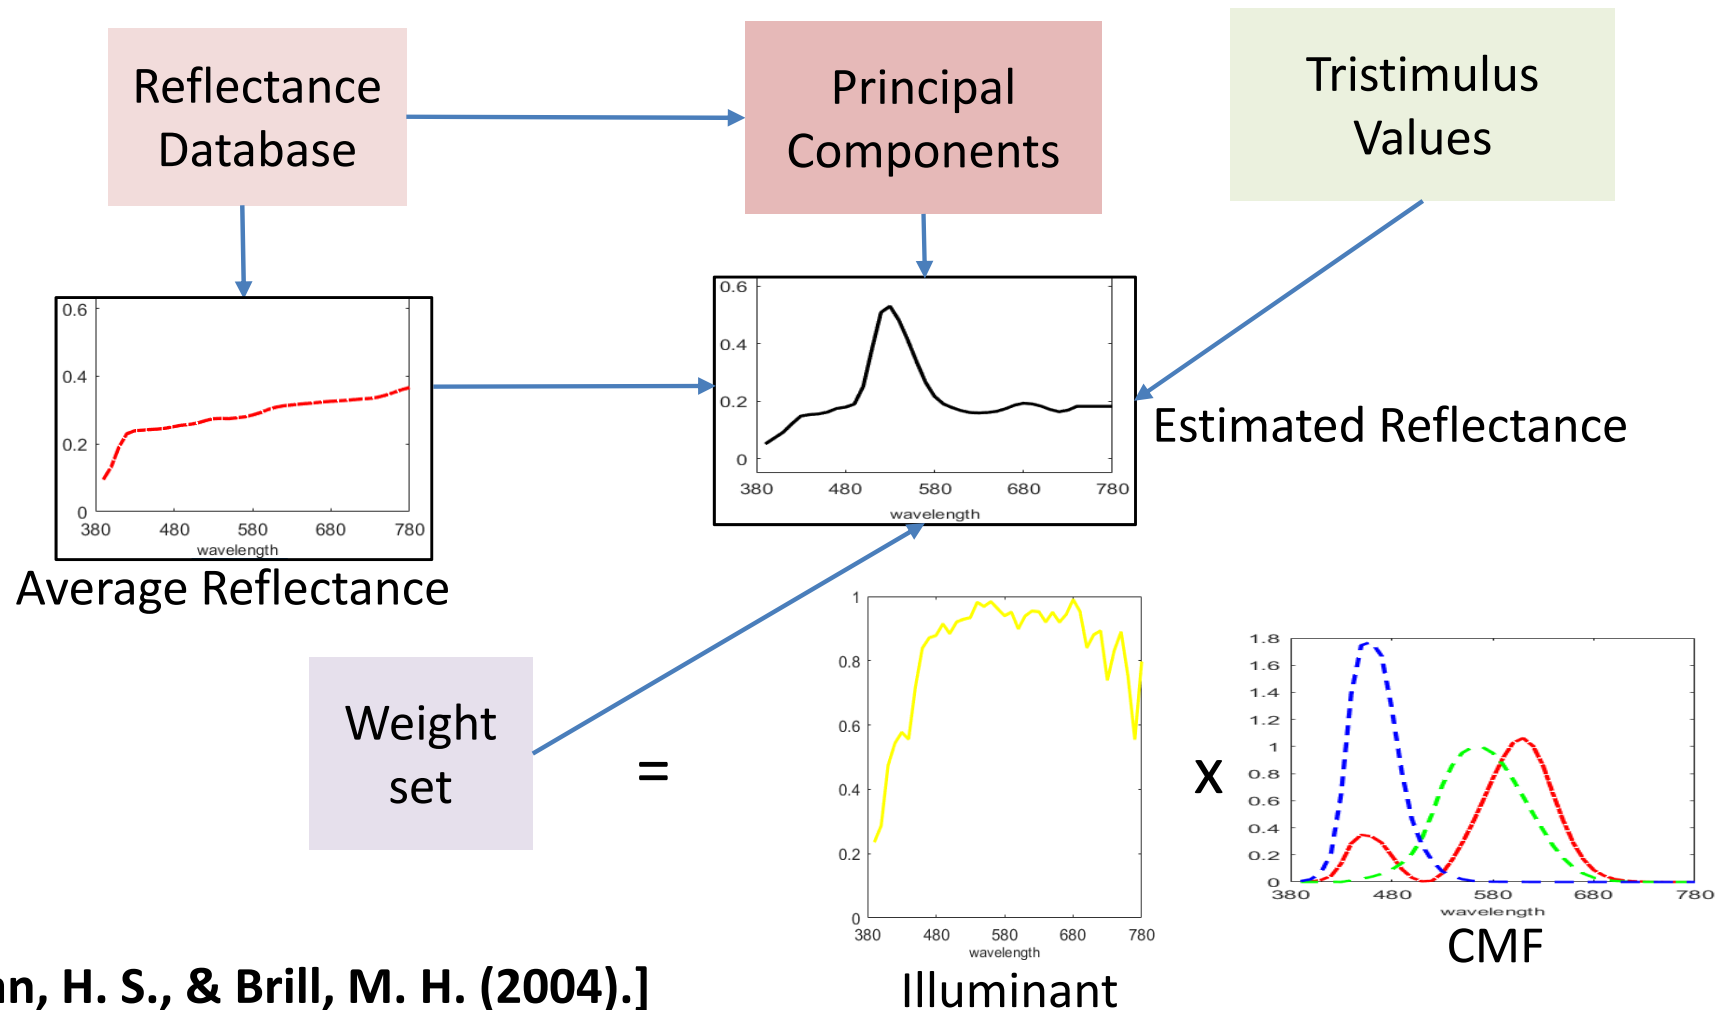 Reflectance
Database
Principal
Components
Tristimulus
Values
0.6
0.4
0.2
0
380 480 580 680 780
wavelength
Average Reflectance
0.6
0.4
0.2
0
380 480 580 680 780
wavelength
Estimated Reflectance
Weight
set
=
1
0.8
0.6
0.4
0.2
0
380 480 580 680 780
wavelength
Illuminant
x
1.8
1.6
1.4
1.2
1
0.8
0.6
0.4
0.2
0
380 480 580 680 780
wavelength
CMF
H. S., & Brill, M. H. (2004).]